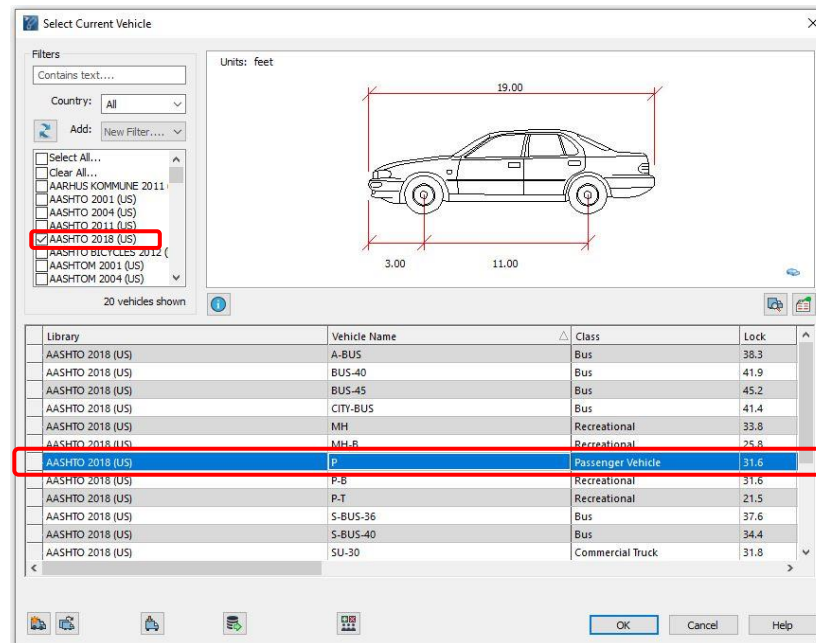 Select Current Vehicle
Filters
Contains text....
Country: All
Add: New Filter....
Select All...
Clear All...
AARHUS KOMMUNE 2011
AASHTO 2001 (US)
AASHTO 2004 (US)
AASHTO 2011 (US)
AASHTO 2018 (US)
AASHTO BICYCLES 2012 (
AASHTOM 2001 (US)
AASHTOM 2004 (US)
20 vehicles shown
Units: feet
19.00
3.00 11.00
Library Vehicle Name Class Lock
AASHTO 2018 (US) A-BUS Bus 38.3
AASHTO 2018 (US) BUS-40 Bus 41.9
AASHTO 2018 (US) BUS-45 Bus 45.2
AASHTO 2018 (US) CITY-BUS Bus 41.4
AASHTO 2018 (US) MH Recreational 33.8
AASHTO 2018 (US) MH-B Recreational 25.8
AASHTO 2018 (US) P Passenger Vehicle 31.6
AASHTO 2018 (US) P-B Recreational 31.6
AASHTO 2018 (US) P-T Recreational 21.5
AASHTO 2018 (US) S-BUS-36 Bus 37.6
AASHTO 2018 (US) S-BUS-40 Bus 34.4
AASHTO 2018 (US) SU-30 Commercial Truck 31.8
OK Cancel Help